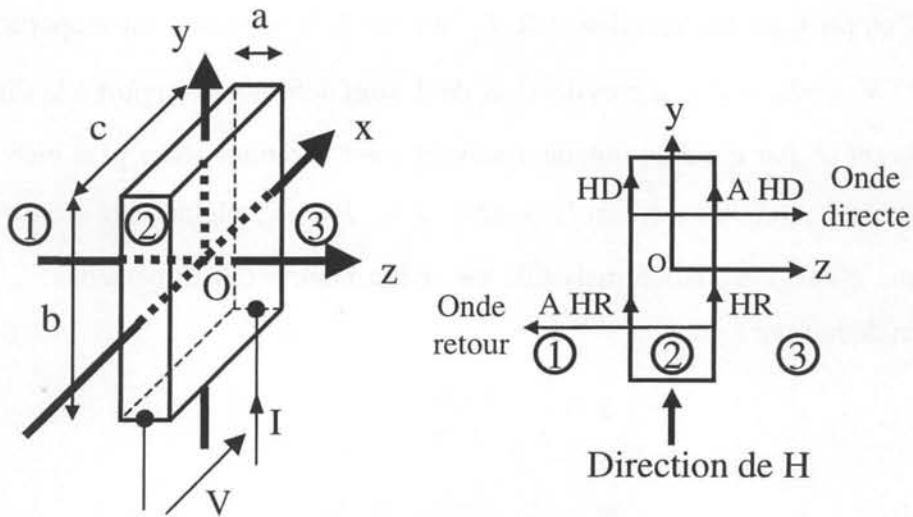 a
y
c
x
① ② ③
O
z
b
I
V
y
HD A HD Onde
directe
O z
Onde
retour
A HR HR
① ② ③
Direction de H